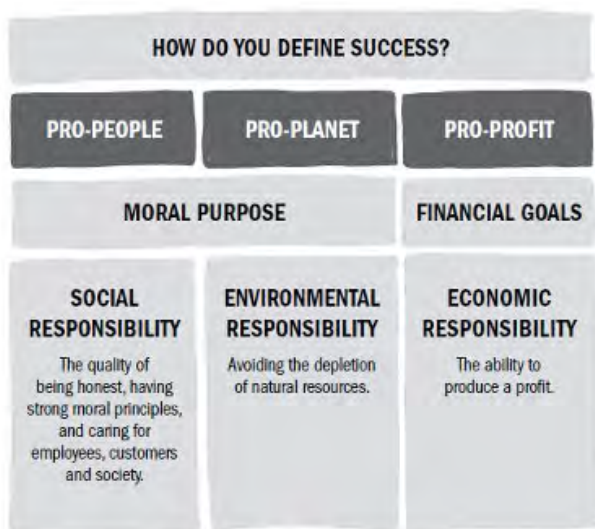 HOW DO YOU DEFINE SUCCESS?
PRO-PEOPLE
PRO-PLANET
PRO-PROFIT
MORAL PURPOSE
FINANCIAL GOALS
SOCIAL
RESPONSIBILITY
The quality of
being honest, having
strong moral principles,
and caring for
employees, customers
and society.
ENVIRONMENTAL
RESPONSIBILITY
Avoiding the depletion
of natural resources.
ECONOMIC
RESPONSIBILITY
The ability to
produce a profit.